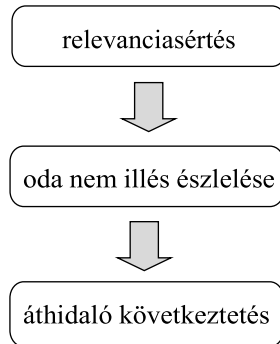 relevanciasértés
oda nem illés észlelése
áthidaló következtetés